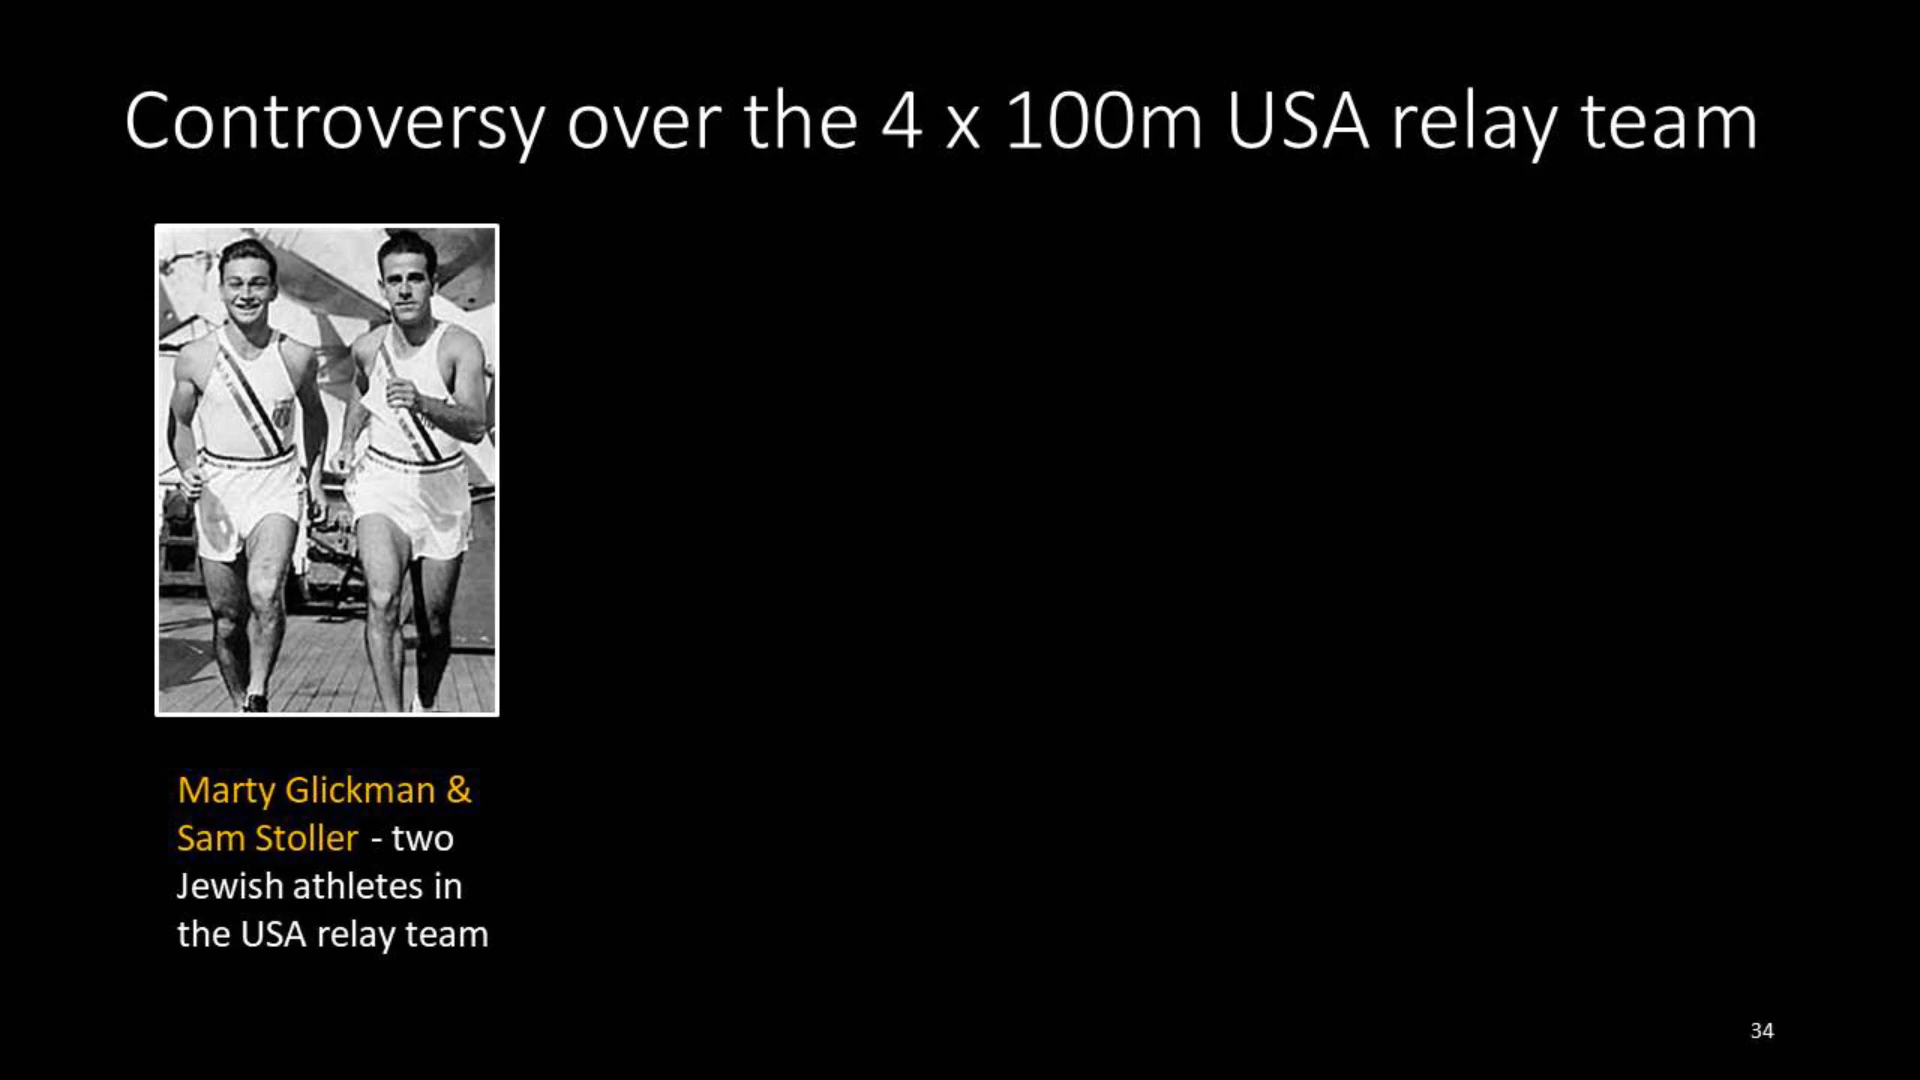 Controversy over the 4 x 100m USA relay team
Marty Glickman &
Sam Stoller - two
Jewish athletes in
the USA relay team
34